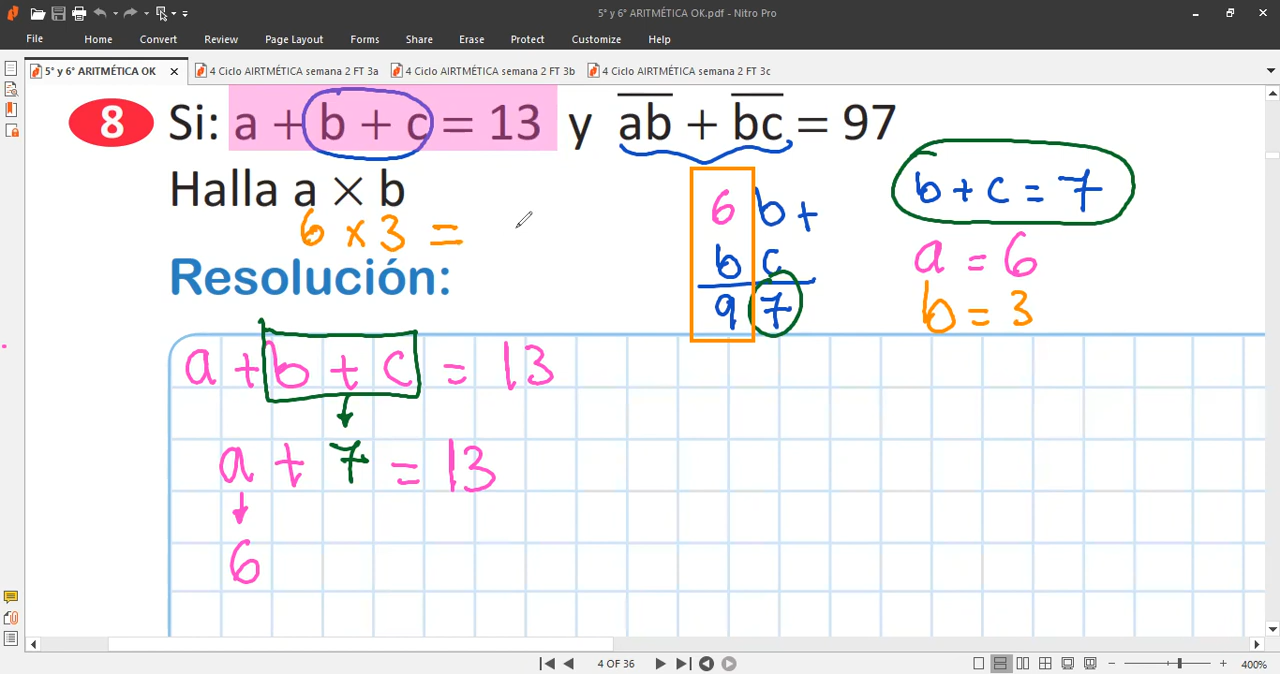 5° y 6° ARITMÉTICA OK.pdf - Nitro Pro
File Home Convert Review Page Layout Forms Share Erase Protect Customize Help
5° y 6° ARITMÉTICA OK 4 Ciclo AIRTMÉTICA semana 2 FT 3a 4 Ciclo AIRTMÉTICA semana 2 FT 3b 4 Ciclo AIRTMÉTICA semana 2 FT 3c
8 Si: a + b + c = 13 y ab + bc = 97
Halla a × b
6 × 3 =
6 b +
b c
9 7
b + c = 7
a = 6
b = 3
Resolución:
a + b + c = 13
a + 7 = 13
6
4 OF 36
400%